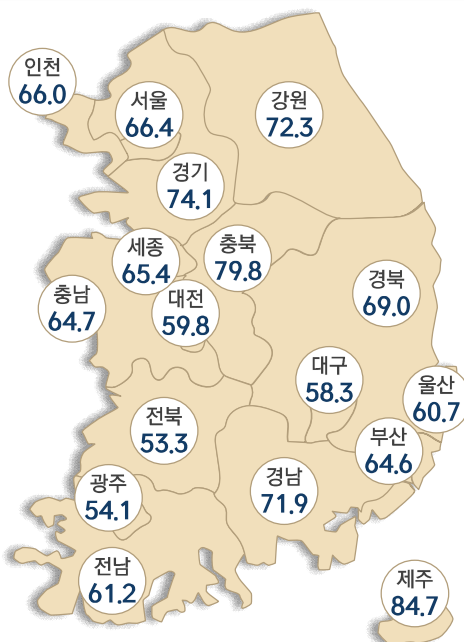 인천
66.0
서울
66.4
강원
72.3
경기
74.1
세종
65.4
충북
79.8
충남
64.7
대전
59.8
경북
69.0
대구
58.3
울산
60.7
전북
53.3
부산
64.6
광주
54.1
경남
71.9
전남
61.2
제주
84.7